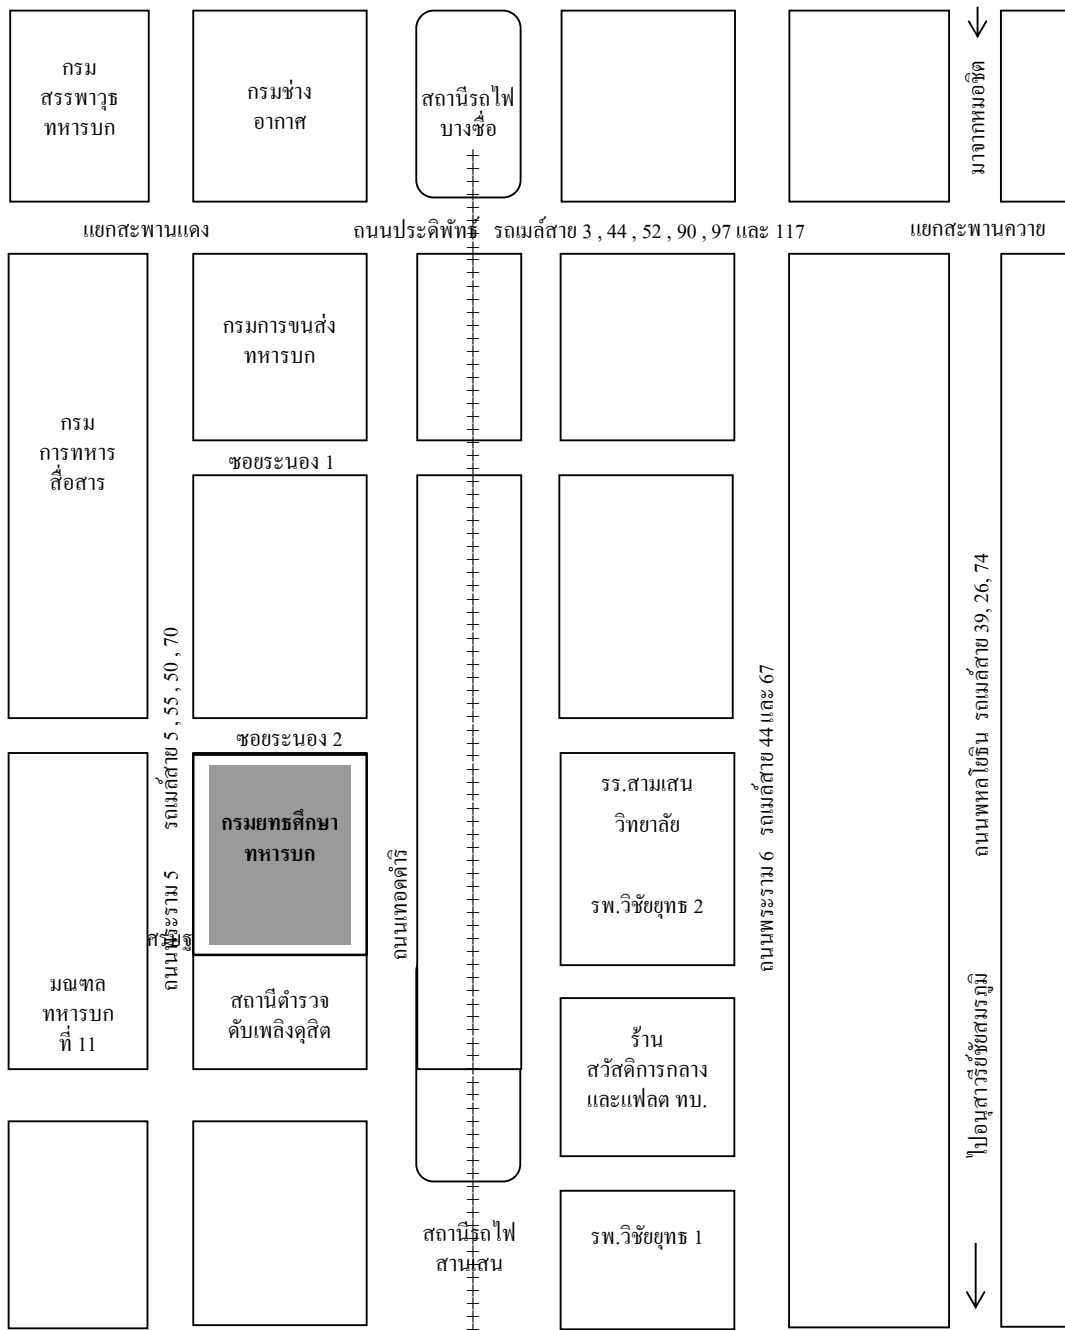 กรม
สรรพาวุธ
ทหารบก
กรมช่าง
อากาศ
สถานีรถไฟ
บางซื่อ
มาจากหมอชิต
แยกสะพานแดง
ถนนประดิพัทธ์ รถเมล์สาย 3 , 44 , 52 , 90 , 97 และ 117
แยกสะพานควาย
กรมการขนส่ง
ทหารบก
กรม
การทหาร
สื่อสาร
ซอยระนอง 1
ถนนพระราม 5 รถเมล์สาย 5 , 55 , 50 , 70
ซอยระนอง 2
กรมยุทธศึกษา
ทหารบก
ถนนเทอดดำริ
รร.สามเสน
วิทยาลัย
รพ.วิชัยยุทธ 2
ถนนพระราม 6 รถเมล์สาย 44 และ 67
ถนนพหลโยธิน รถเมล์สาย 39, 26, 74
มณฑล
ทหารบก
ที่ 11
สถานีตำรวจ
ดับเพลิงดุสิต
ร้าน
สวัสดิการกลาง
และแฟลต ทบ.
ไปอนุสาวรีย์ชัยสมรภูมิ
สถานีรถไฟ
สามเสน
รพ.วิชัยยุทธ 1